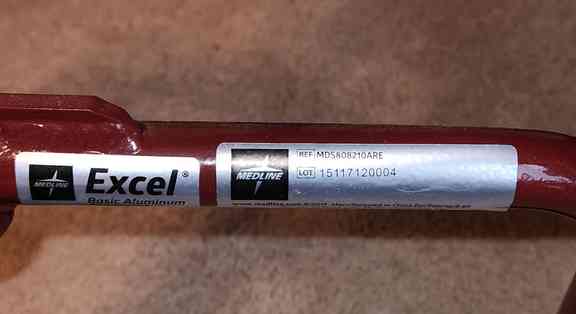 MEDLINE
Excel®
Basic Aluminum
MEDLINE
REF MDS808210ARE
LOT 15117120004
www.medline.com